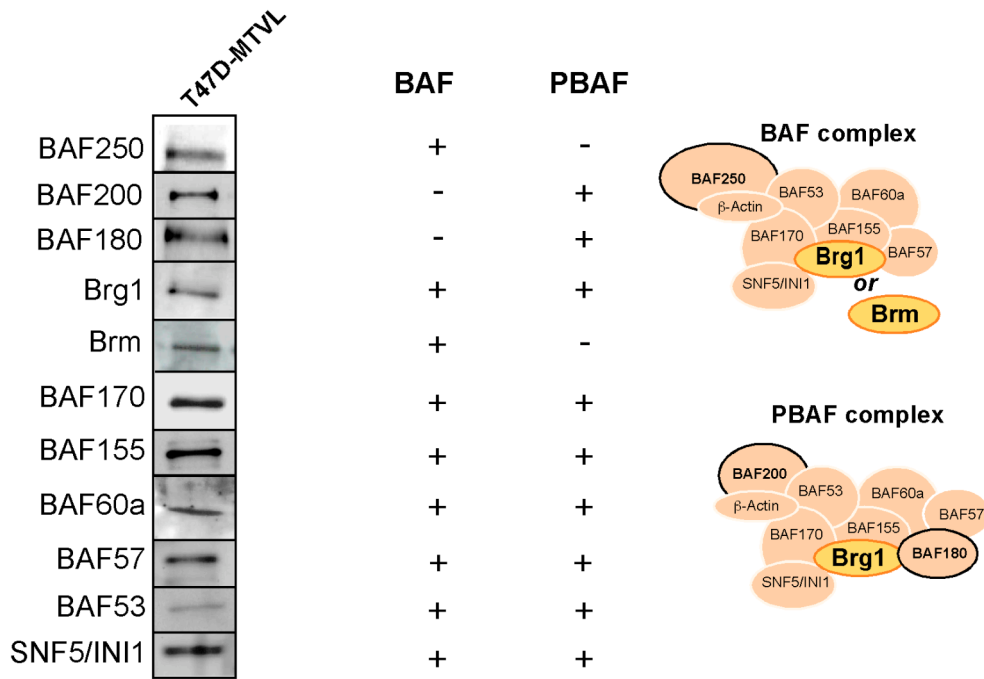 T47D-MTVL
BAF PBAF
BAF250 + -
BAF200 - +
BAF180 - +
Brg1 + +
Brm + -
BAF170 + +
BAF155 + +
BAF60a + +
BAF57 + +
BAF53 + +
SNF5/INI1 + +
BAF complex
BAF250
BAF53
BAF60a
β-Actin
BAF170
BAF155
BAF57
Brg1
SNF5/INI1
or
Brm
PBAF complex
BAF200
BAF53
BAF60a
β-Actin
BAF57
BAF170
BAF155
Brg1
BAF180
SNF5/INI1